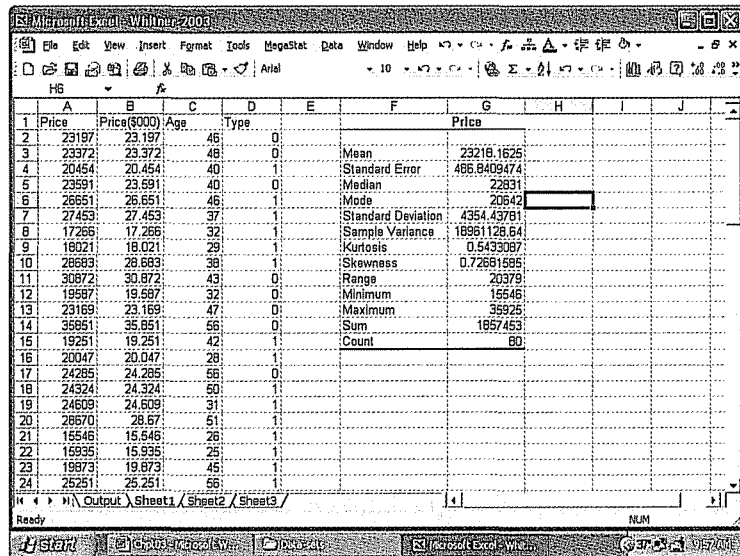 Microsoft Excel - Whitner-2003
File Edit View Insert Format Tools MegaStat Data Window Help
Arial 10
H6 fx
A B C D E F G H I J
1 Price Price($000) Age Type Price
2 23197 23.197 46 0
3 23372 23.372 48 0 Mean 23218.1625
4 20454 20.454 40 1 Standard Error 486.8409474
5 23591 23.591 40 0 Median 22831
6 26651 26.651 46 1 Mode 20642
7 27453 27.453 37 1 Standard Deviation 4354.43781
8 17266 17.266 32 1 Sample Variance 18961128.64
9 18021 18.021 29 1 Kurtosis 0.5433087
10 28683 28.683 38 1 Skewness 0.72681585
11 30872 30.872 43 0 Range 20379
12 19587 19.587 32 0 Minimum 15546
13 23169 23.169 47 0 Maximum 35925
14 35851 35.851 56 0 Sum 1857453
15 19251 19.251 42 1 Count 80
16 20047 20.047 28 1
17 24285 24.285 56 0
18 24324 24.324 50 1
19 24609 24.609 31 1
20 28670 28.67 51 1
21 15546 15.546 26 1
22 15935 15.935 25 1
23 19873 19.873 45 1
24 25251 25.251 56 1
Output Sheet1 Sheet2 Sheet3
Ready NUM
Start Microsoft Excel - 9:57 AM